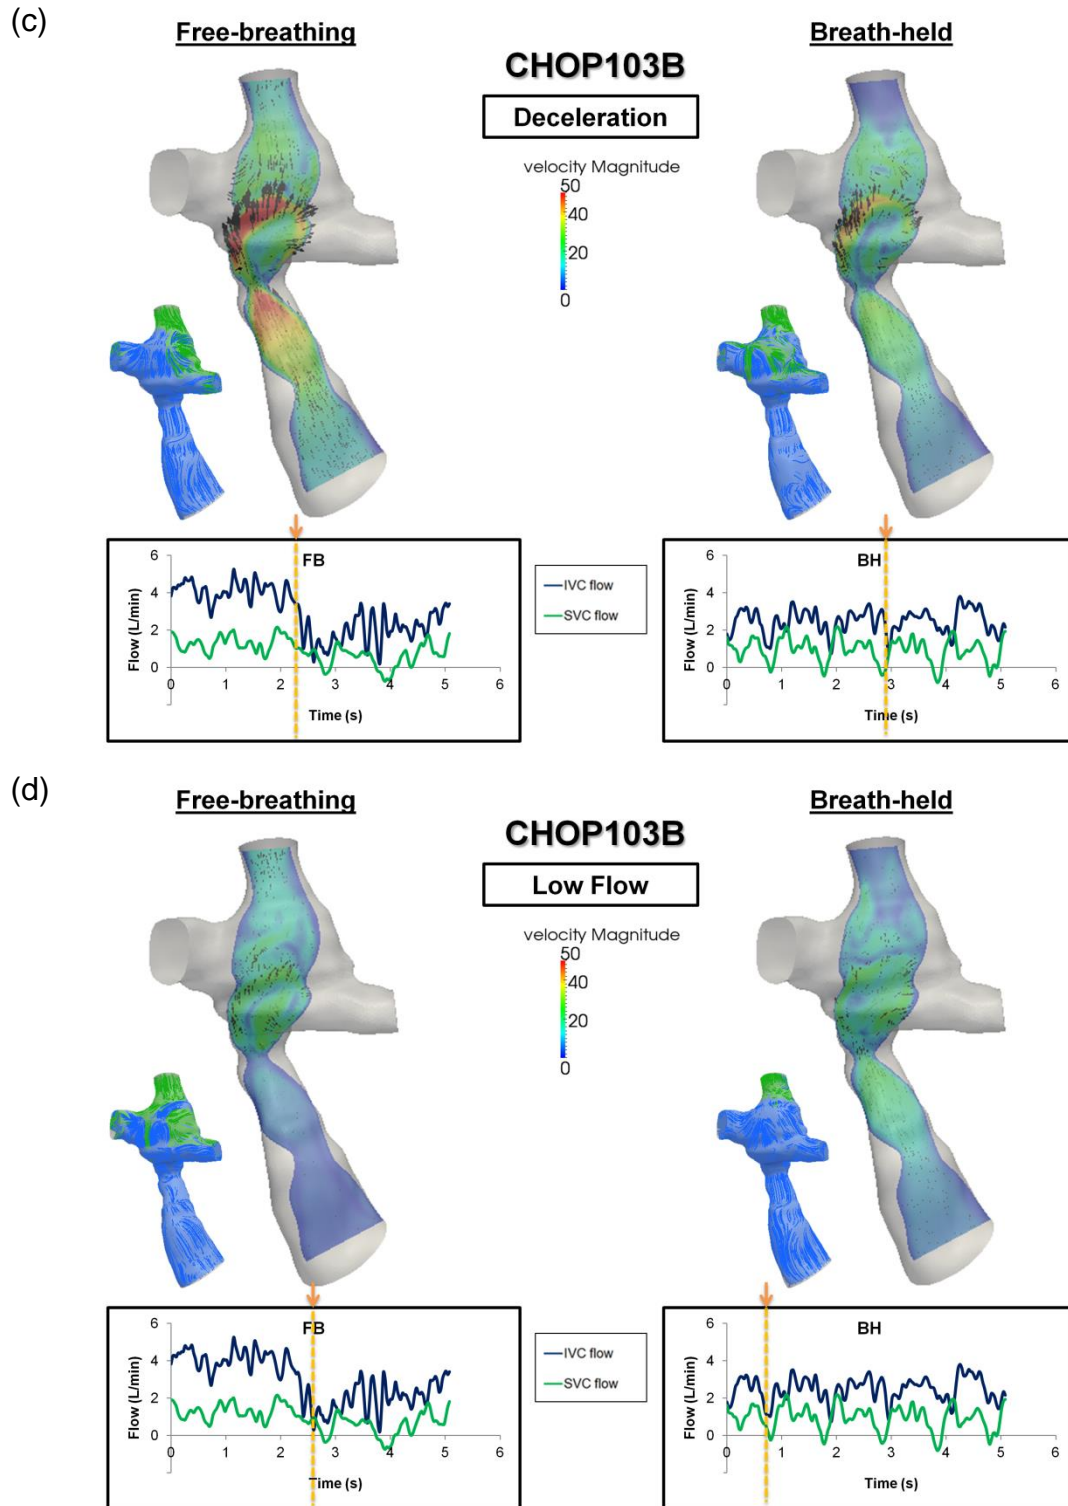 (c)
Free-breathing
Breath-held
CHOP103B
Deceleration
velocity Magnitude
50
40
20
0
FB
6
4
2
0
0 1 2 3 4 5 6
Flow (L/min)
Time (s)
IVC flow
SVC flow
BH
6
4
2
0
0 1 2 3 4 5 6
Flow (L/min)
Time (s)
(d)
Free-breathing
Breath-held
CHOP103B
Low Flow
velocity Magnitude
50
40
20
0
FB
6
4
2
0
0 1 2 3 4 5 6
Flow (L/min)
Time (s)
IVC flow
SVC flow
BH
6
4
2
0
0 1 2 3 4 5 6
Flow (L/min)
Time (s)